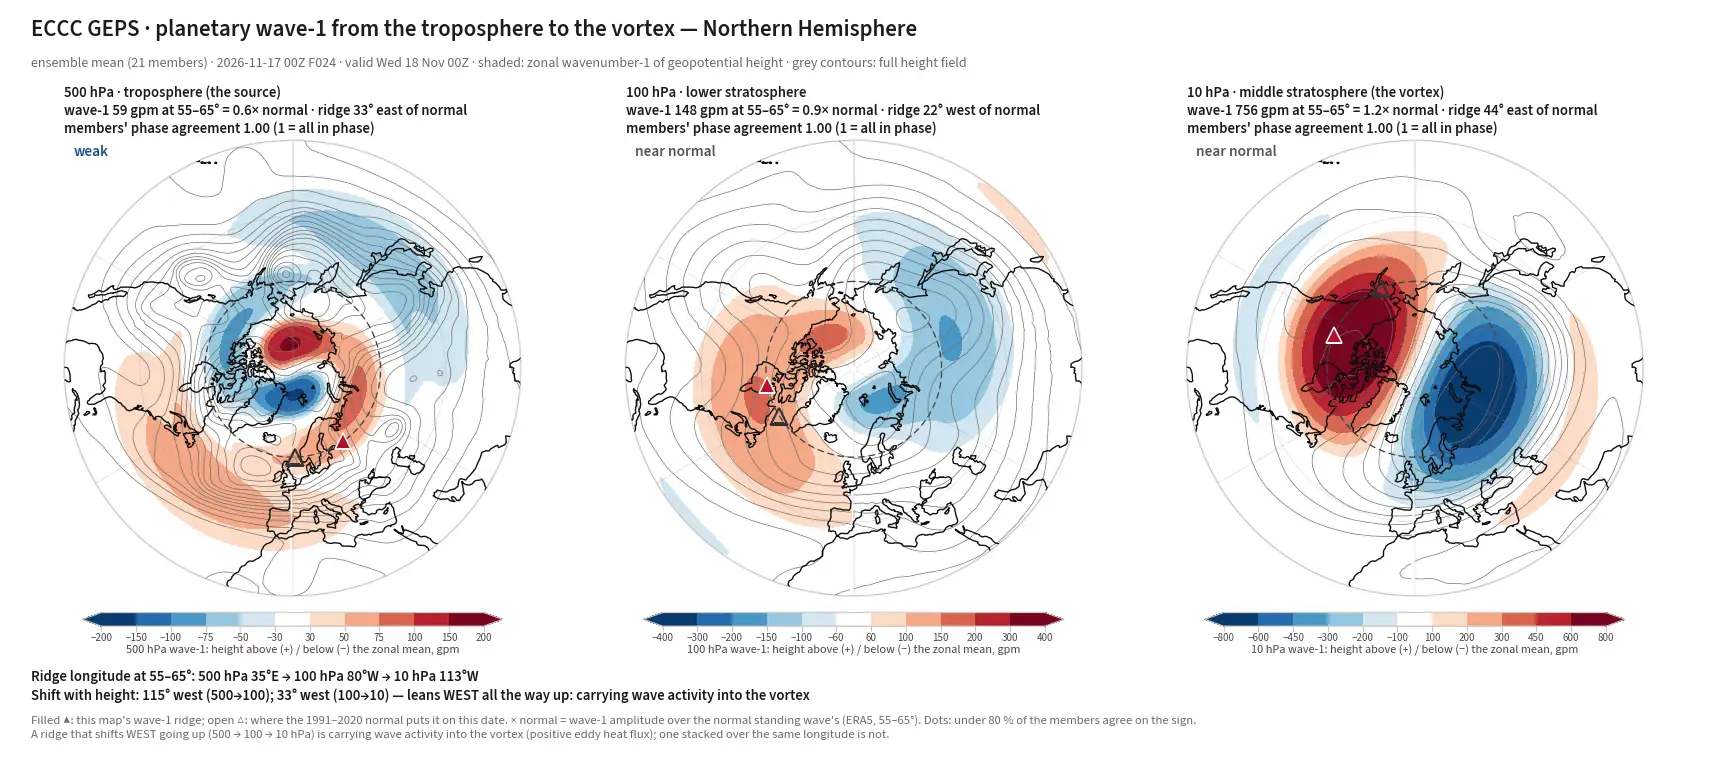 ECCC GEPS · planetary wave-1 from the troposphere to the vortex — Northern Hemisphere
ensemble mean (21 members) · 2026-11-17 00Z F024 · valid Wed 18 Nov 00Z · shaded: zonal wavenumber-1 of geopotential height · grey contours: full height field
500 hPa · troposphere (the source)
wave-1 59 gpm at 55–65° = 0.6× normal · ridge 33° east of normal
members' phase agreement 1.00 (1 = all in phase)
weak
100 hPa · lower stratosphere
wave-1 148 gpm at 55–65° = 0.9× normal · ridge 22° west of normal
members' phase agreement 1.00 (1 = all in phase)
near normal
10 hPa · middle stratosphere (the vortex)
wave-1 756 gpm at 55–65° = 1.2× normal · ridge 44° east of normal
members' phase agreement 1.00 (1 = all in phase)
near normal
−200 −150 −100 −75 −50 −30 30 50 75 100 150 200
500 hPa wave-1: height above (+) / below (−) the zonal mean, gpm
−400 −300 −200 −150 −100 −60 60 100 150 200 300 400
100 hPa wave-1: height above (+) / below (−) the zonal mean, gpm
−800 −600 −450 −300 −200 −100 100 200 300 450 600 800
10 hPa wave-1: height above (+) / below (−) the zonal mean, gpm
Ridge longitude at 55–65°: 500 hPa 35°E → 100 hPa 80°W → 10 hPa 113°W
Shift with height: 115° west (500→100); 33° west (100→10) — leans WEST all the way up: carrying wave activity into the vortex
Filled ▲: this map's wave-1 ridge; open △: where the 1991–2020 normal puts it on this date. × normal = wave-1 amplitude over the normal standing wave's (ERA5, 55–65°). Dots: under 80 % of the members agree on the sign.
A ridge that shifts WEST going up (500 → 100 → 10 hPa) is carrying wave activity into the vortex (positive eddy heat flux); one stacked over the same longitude is not.